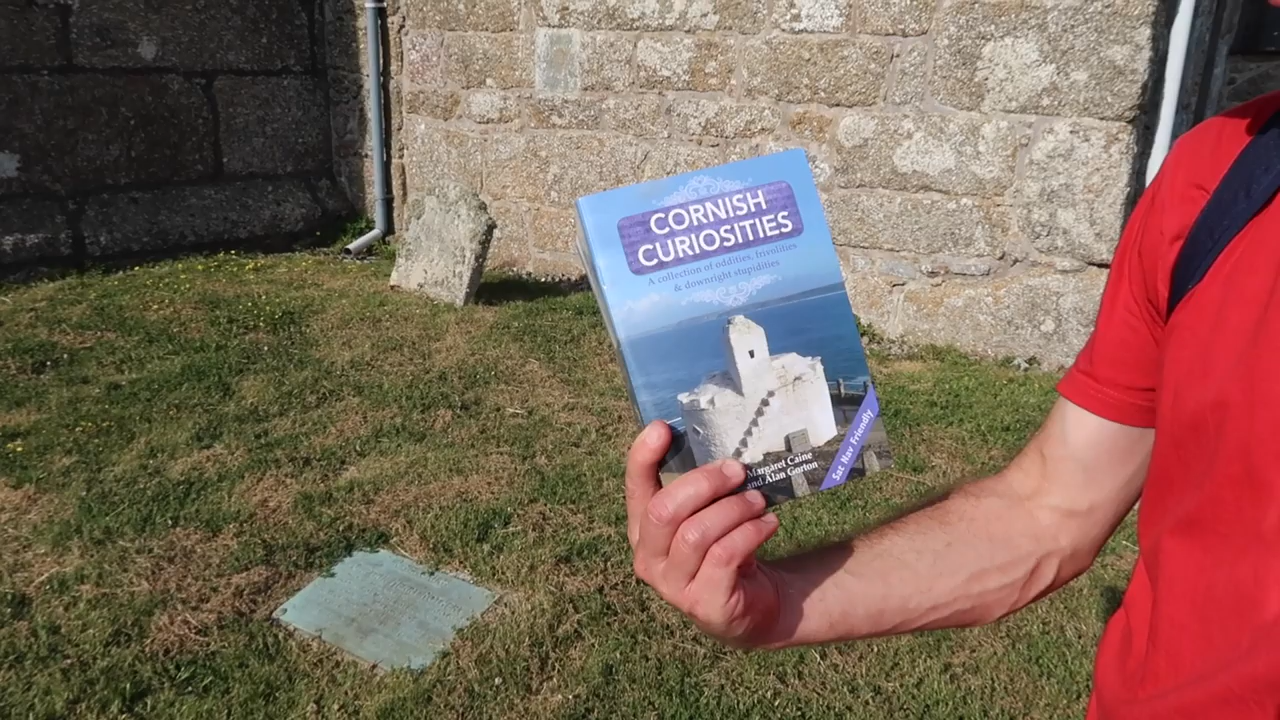 CORNISH
CURIOSITIES
A collection of oddities, frivolities
& downright stupidities
Margaret Caine
and Alan Gorton
Sat Nav Friendly